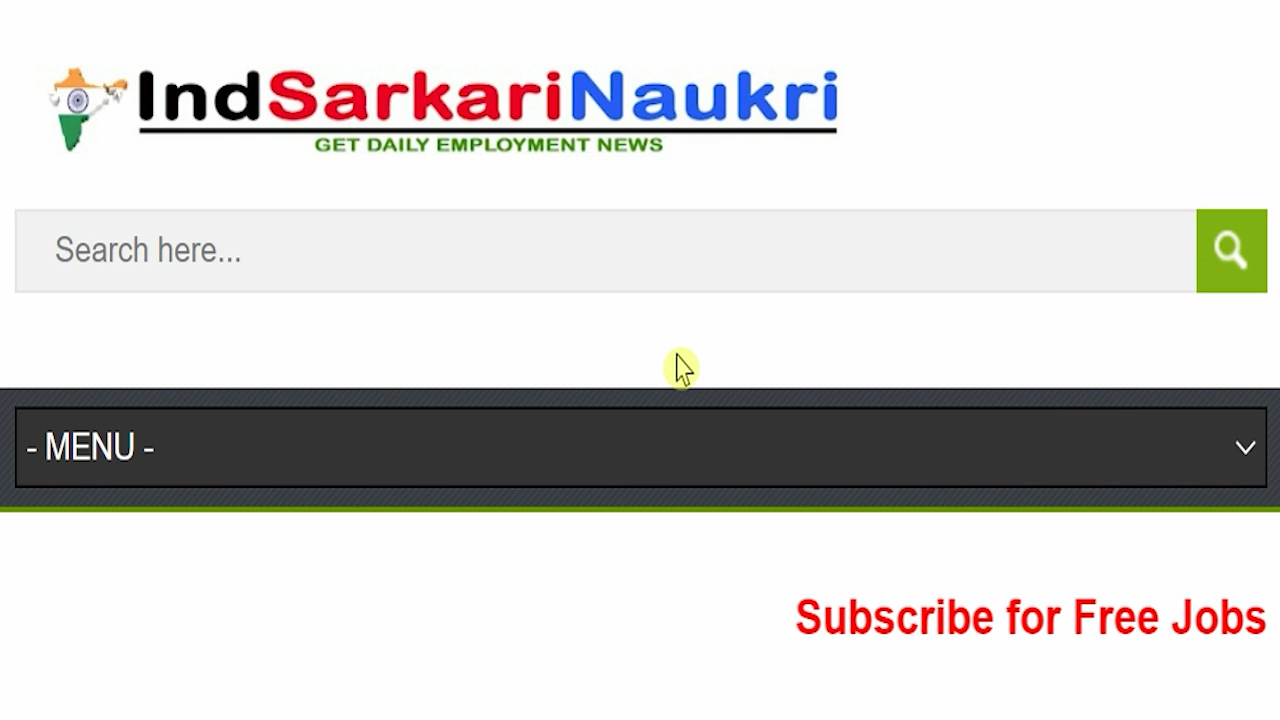 IndSarkariNaukri
GET DAILY EMPLOYMENT NEWS
Search here...
- MENU -
Subscribe for Free Jobs